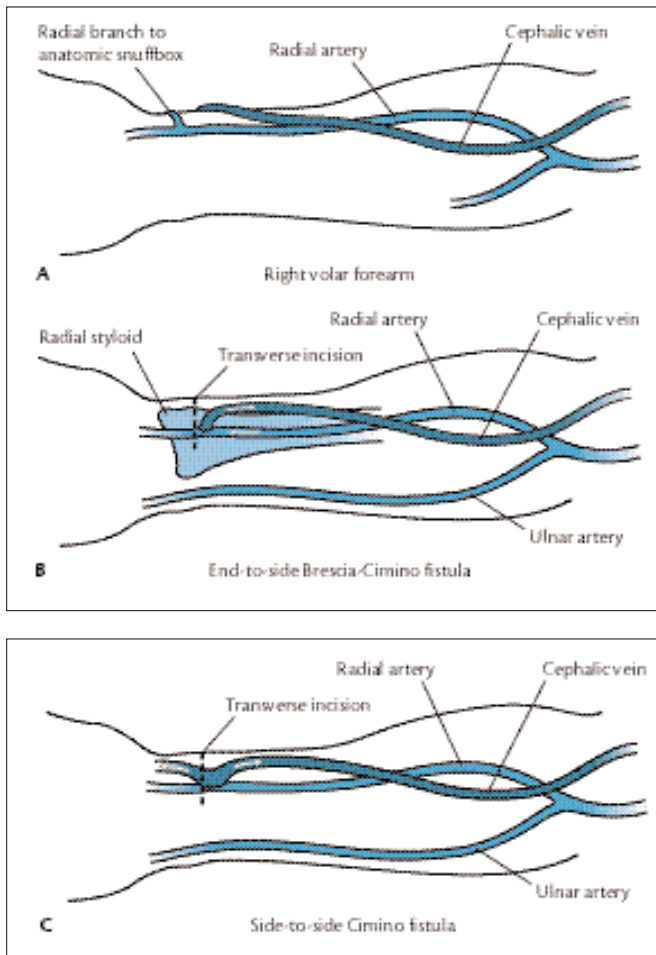 Radial branch to
anatomic snuffbox
Radial artery
Cephalic vein
A
Right volar forearm
Radial styloid
Transverse incision
Radial artery
Cephalic vein
Ulnar artery
B
End-to-side Brescia-Cimino fistula
Radial artery
Cephalic vein
Transverse incision
Ulnar artery
C
Side-to-side Cimino fistula